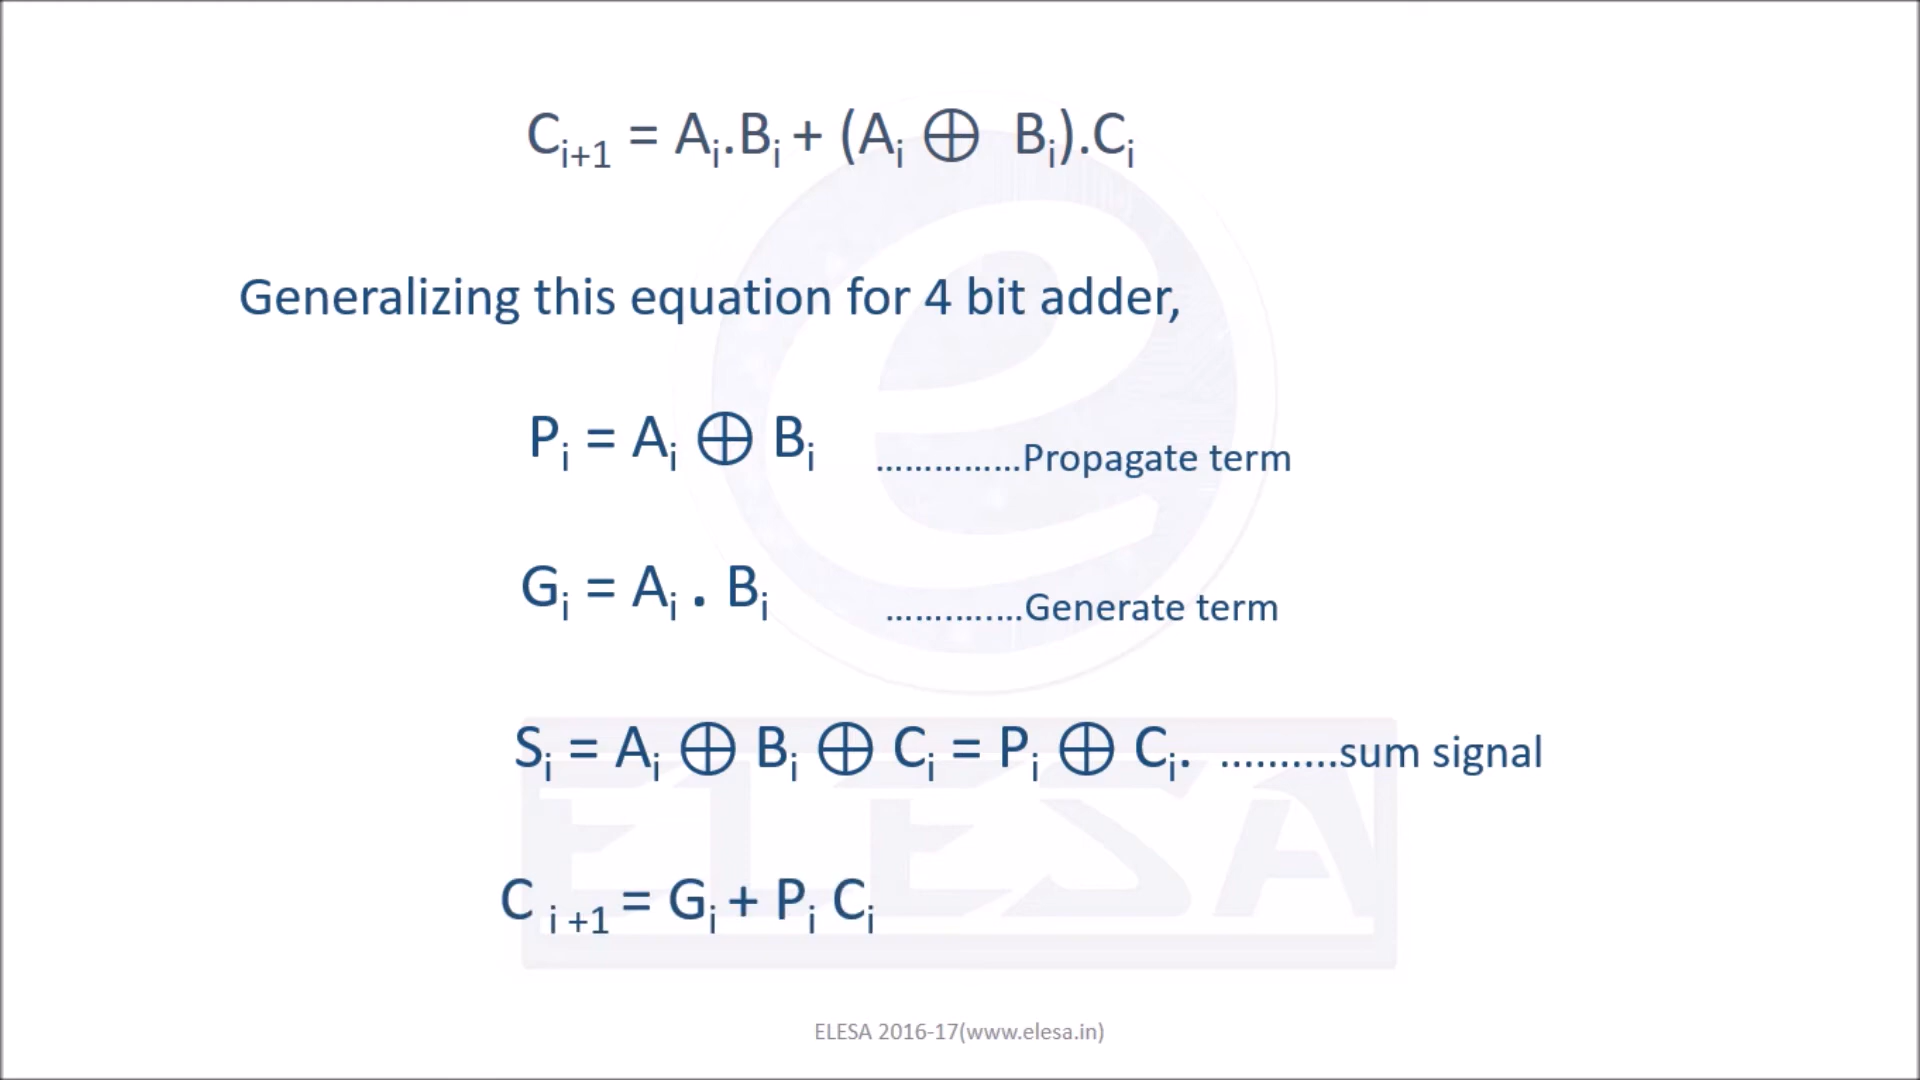 Cᵢ₊₁ = Aᵢ.Bᵢ + (Aᵢ ⊕ Bᵢ).Cᵢ
Generalizing this equation for 4 bit adder,
Pᵢ = Aᵢ ⊕ Bᵢ ..............Propagate term
Gᵢ = Aᵢ . Bᵢ .............Generate term
Sᵢ = Aᵢ ⊕ Bᵢ ⊕ Cᵢ = Pᵢ ⊕ Cᵢ. ..........sum signal
C ᵢ ₊₁ = Gᵢ + Pᵢ Cᵢ
ELESA
ELESA 2016-17(www.elesa.in)